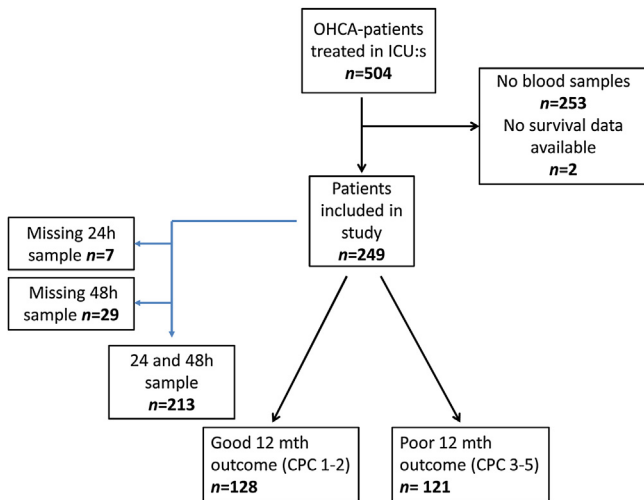 OHCA-patients
treated in ICU:s
n=504
No blood samples
n=253
No survival data
available
n=2
Patients
included in
study
n=249
Missing 24h
sample n=7
Missing 48h
sample n=29
24 and 48h
sample
n=213
Good 12 mth
outcome (CPC 1-2)
n=128
Poor 12 mth
outcome (CPC 3-5)
n= 121